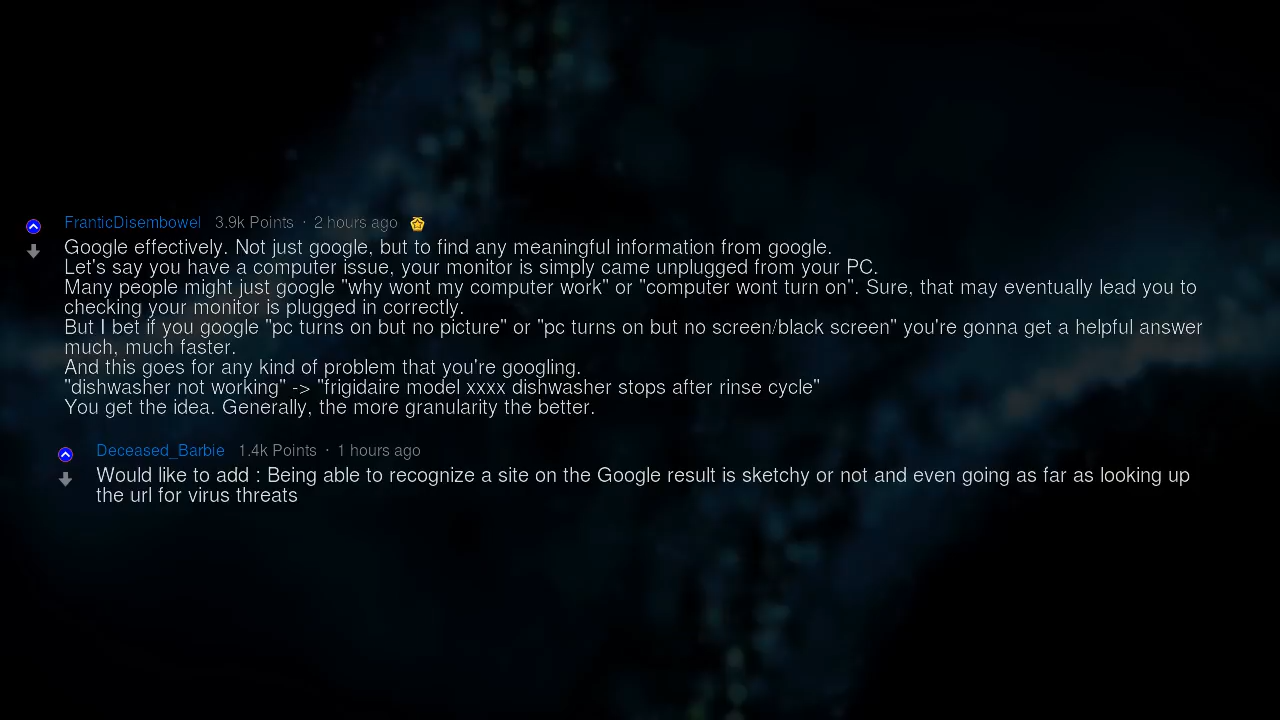 FranticDisembowel 3.9k Points · 2 hours ago
Google effectively. Not just google, but to find any meaningful information from google.
Let's say you have a computer issue, your monitor is simply came unplugged from your PC.
Many people might just google "why wont my computer work" or "computer wont turn on". Sure, that may eventually lead you to
checking your monitor is plugged in correctly.
But I bet if you google "pc turns on but no picture" or "pc turns on but no screen/black screen" you're gonna get a helpful answer
much, much faster.
And this goes for any kind of problem that you're googling.
"dishwasher not working" -> "frigidaire model xxxx dishwasher stops after rinse cycle"
You get the idea. Generally, the more granularity the better.
Deceased_Barbie 1.4k Points · 1 hours ago
Would like to add : Being able to recognize a site on the Google result is sketchy or not and even going as far as looking up
the url for virus threats